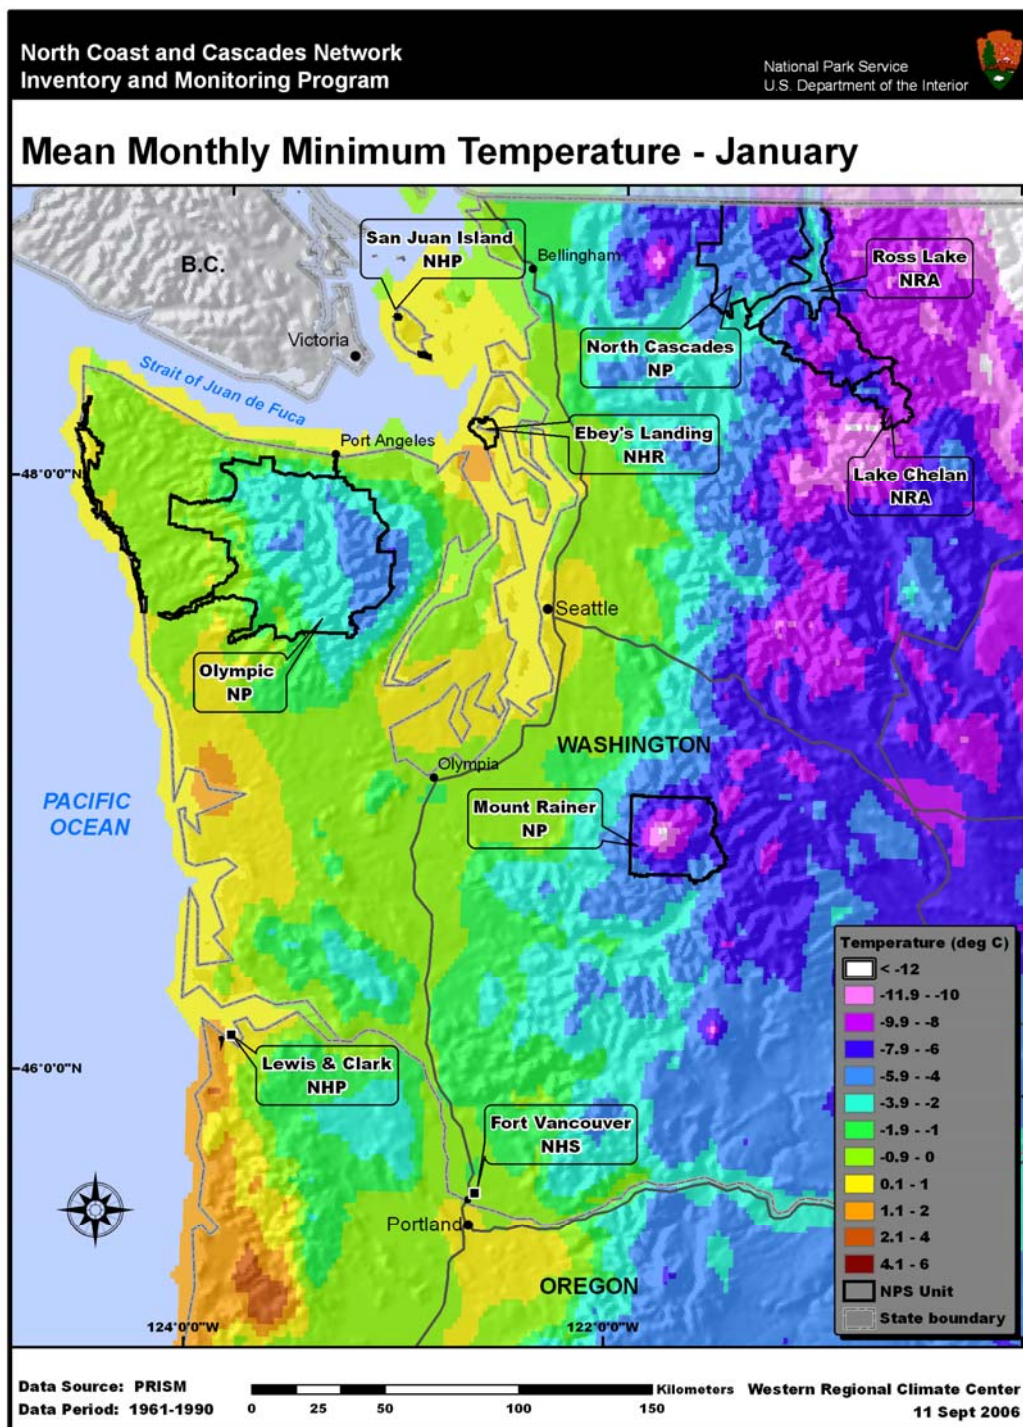 North Coast and Cascades Network
Inventory and Monitoring Program
National Park Service
U.S. Department of the Interior
Mean Monthly Minimum Temperature - January
San Juan Island
NHP
B.C.
Bellingham
Ross Lake
NRA
Victoria
North Cascades
NP
Strait of Juan de Fuca
Port Angeles
Ebey's Landing
NHR
48°0'0"N
Lake Chelan
NRA
Seattle
Olympic
NP
WASHINGTON
Olympia
PACIFIC
OCEAN
Mount Rainer
NP
46°0'0"N
Lewis & Clark
NHP
Fort Vancouver
NHS
Portland
OREGON
124°0'0"W
122°0'0"W
Temperature (deg C)
< -12
-11.9 - -10
-9.9 - -8
-7.9 - -6
-5.9 - -4
-3.9 - -2
-1.9 - -1
-0.9 - 0
0.1 - 1
1.1 - 2
2.1 - 4
4.1 - 6
NPS Unit
State boundary
Data Source: PRISM
Data Period: 1961-1990
0 25 50 100 150
Kilometers
Western Regional Climate Center
11 Sept 2006